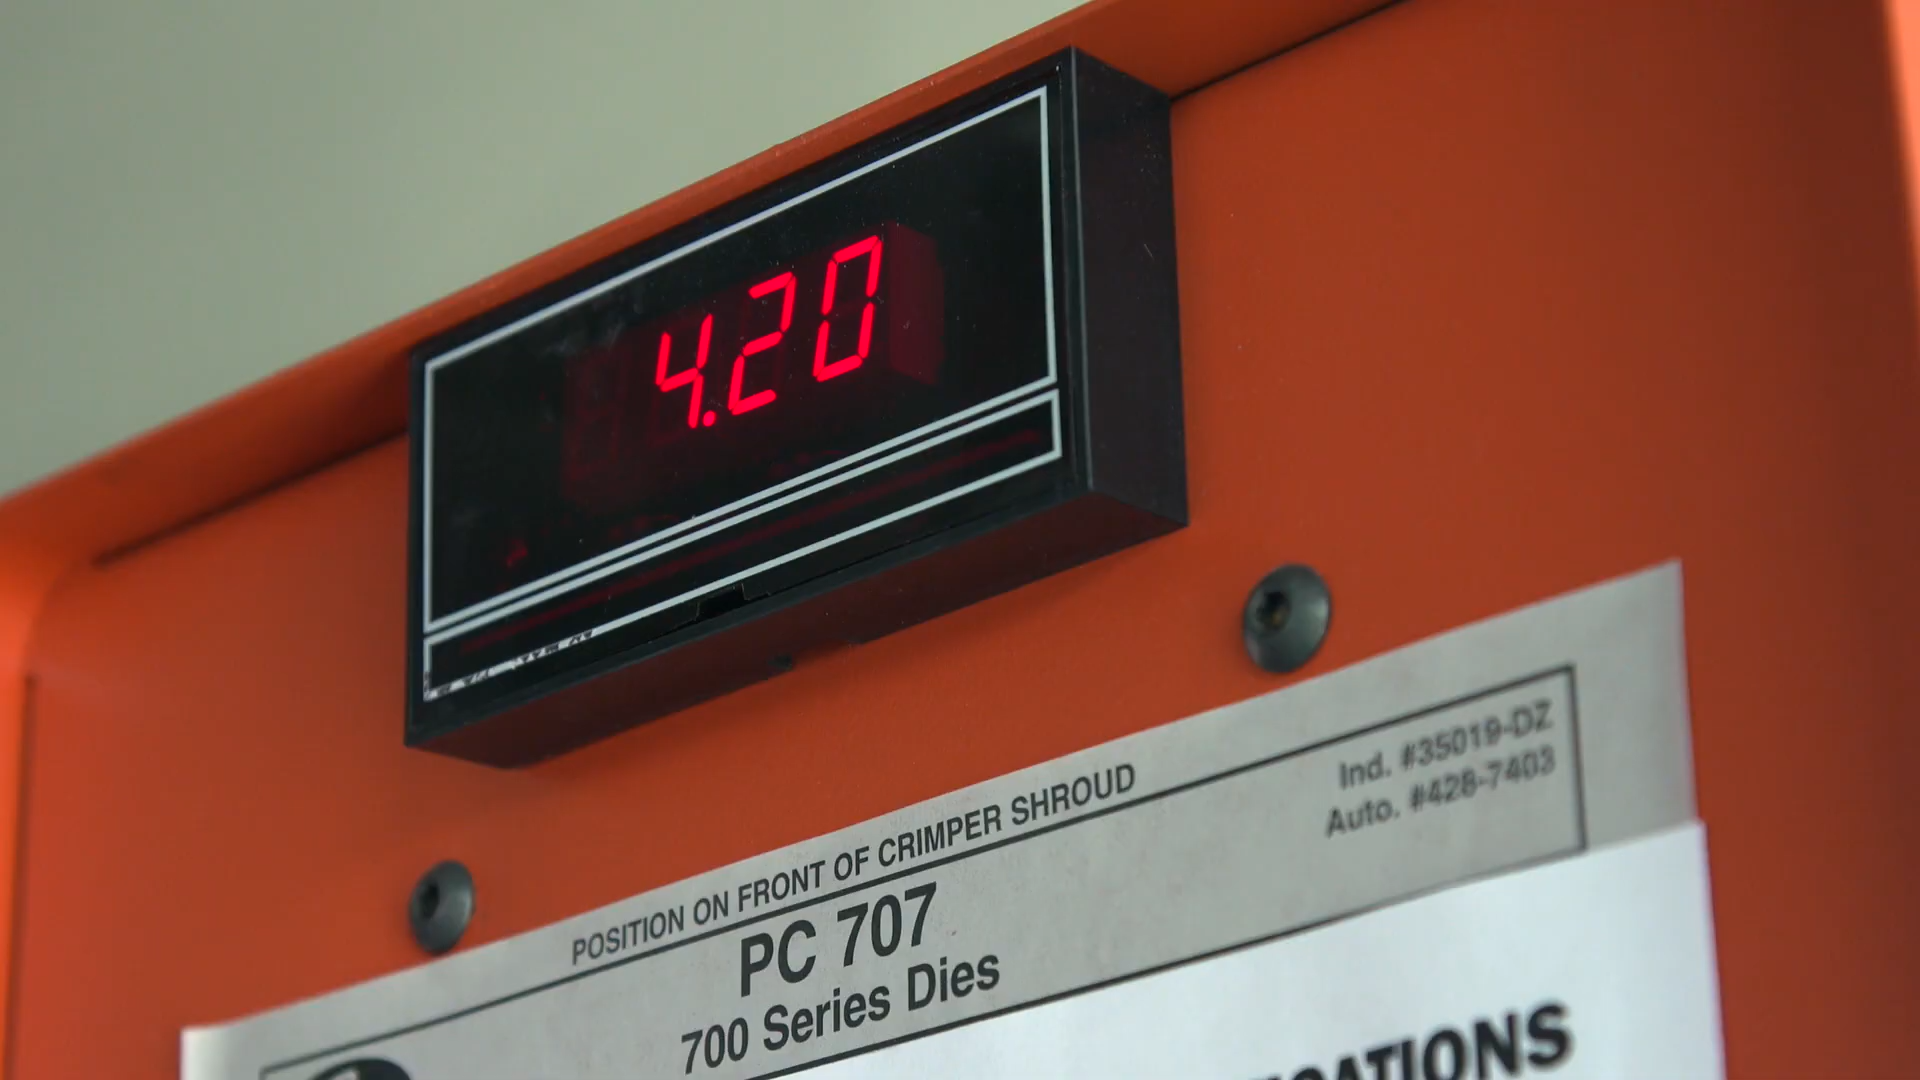 4.20
POSITION ON FRONT OF CRIMPER SHROUD
Ind. #35019-DZ
Auto. #428-7403
PC 707
700 Series Dies